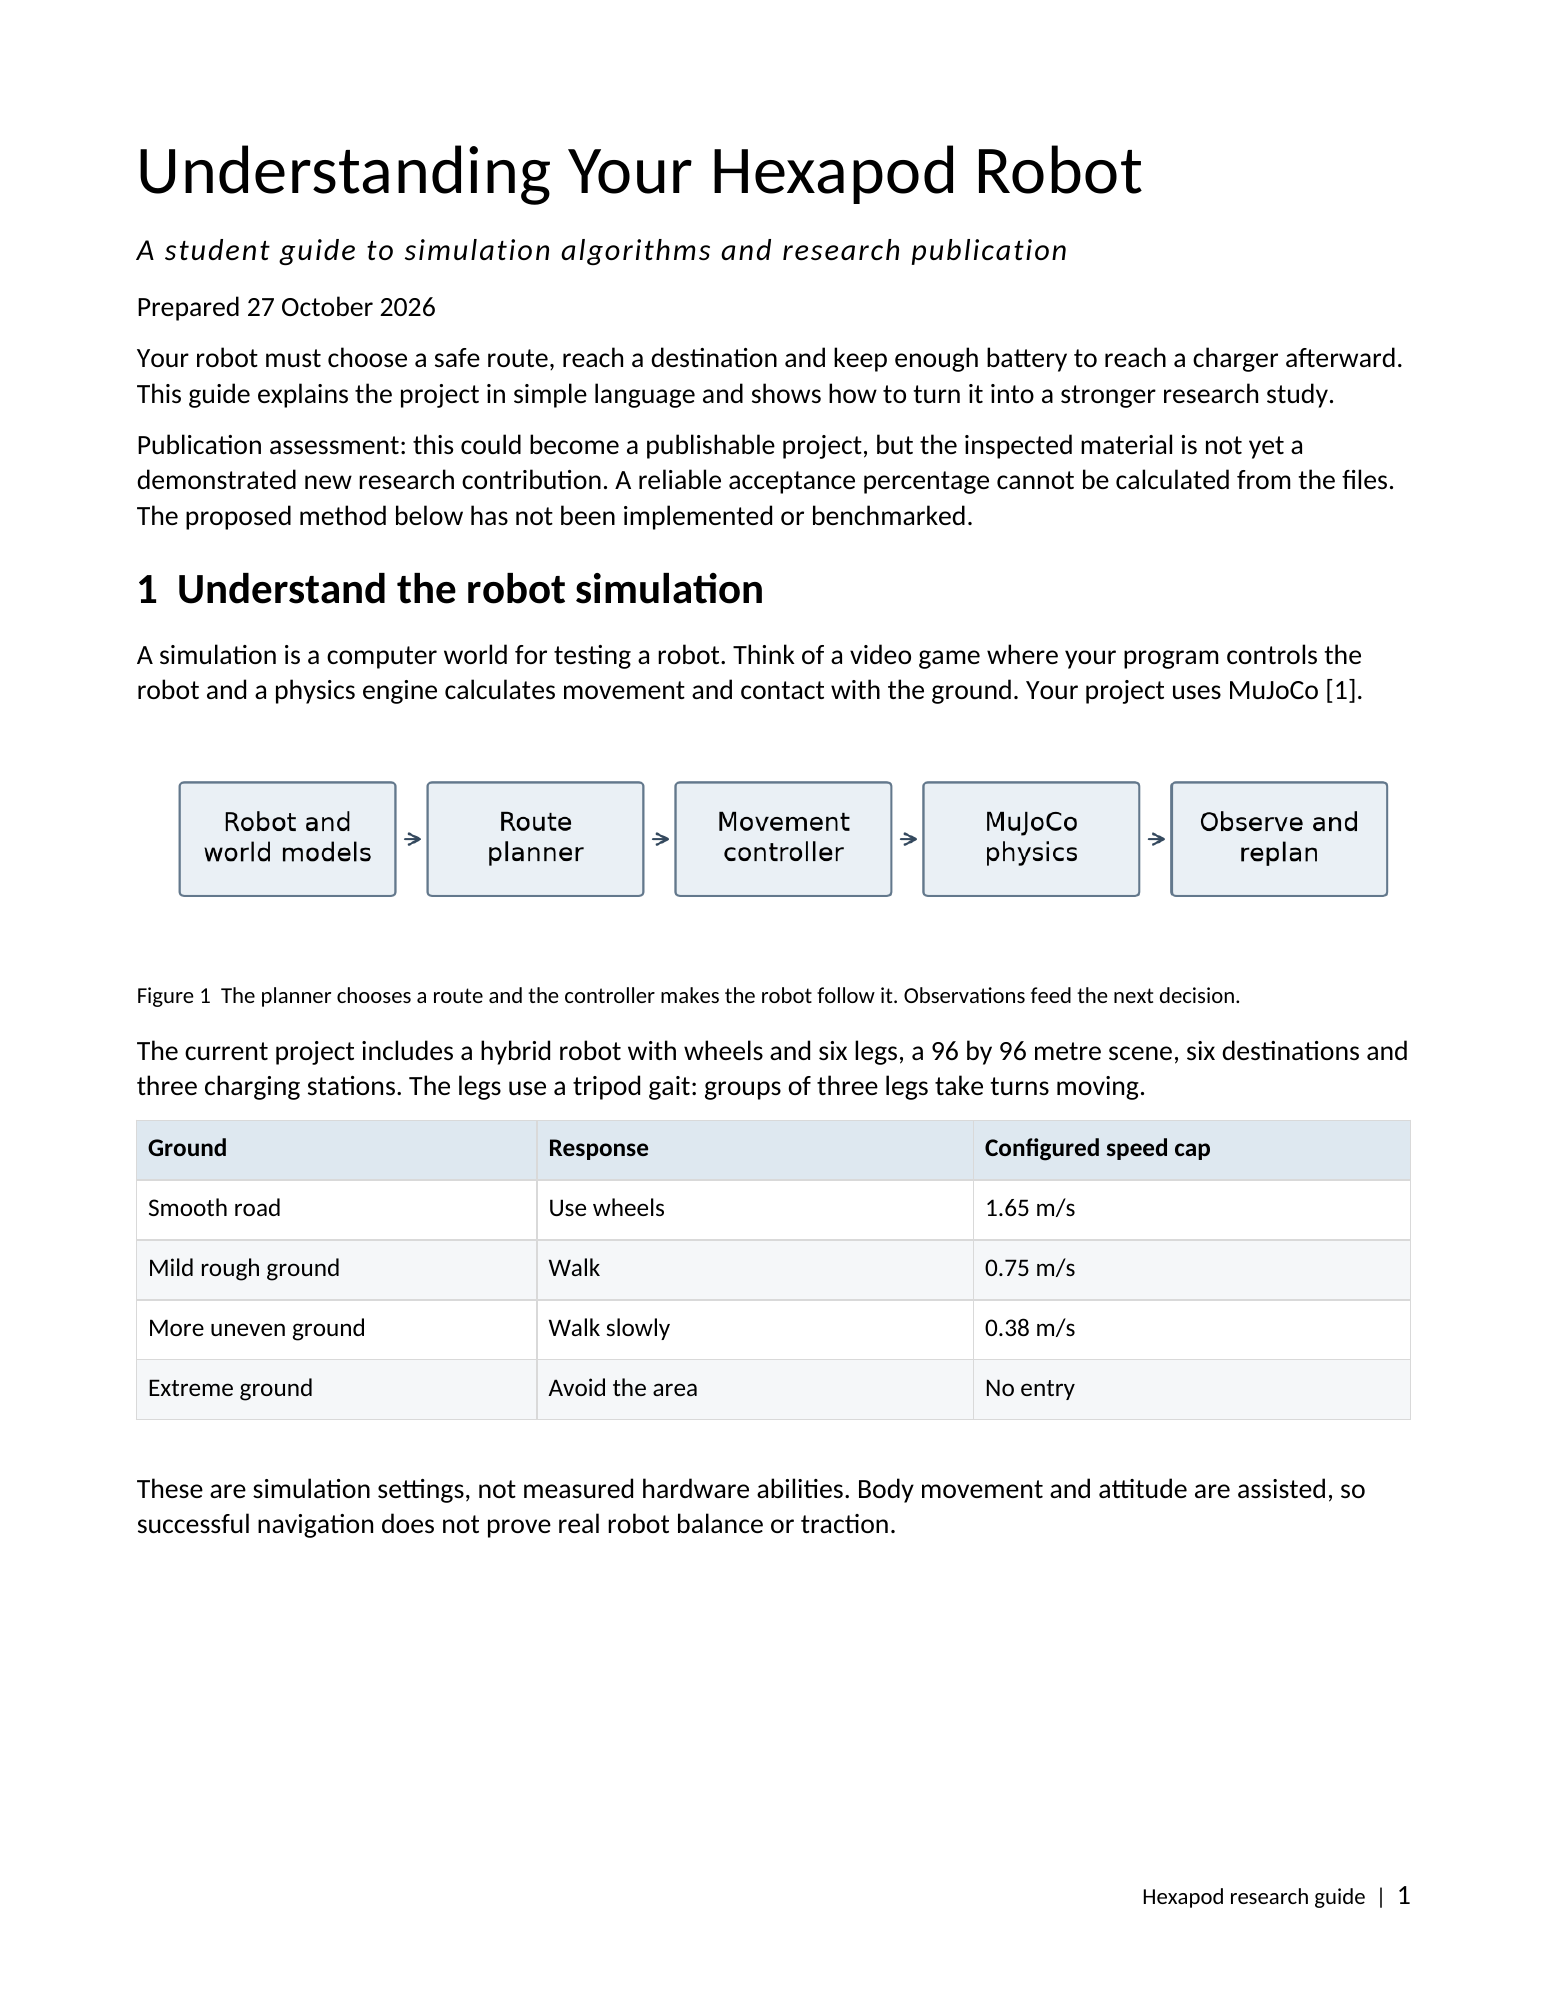 Understanding Your Hexapod Robot
A student guide to simulation algorithms and research publication
Prepared 27 October 2026
Your robot must choose a safe route, reach a destination and keep enough battery to reach a charger afterward.
This guide explains the project in simple language and shows how to turn it into a stronger research study.
Publication assessment: this could become a publishable project, but the inspected material is not yet a
demonstrated new research contribution. A reliable acceptance percentage cannot be calculated from the files.
The proposed method below has not been implemented or benchmarked.
1 Understand the robot simulation
A simulation is a computer world for testing a robot. Think of a video game where your program controls the
robot and a physics engine calculates movement and contact with the ground. Your project uses MuJoCo [1].
Robot and
world models
Route
planner
Movement
controller
MuJoCo
physics
Observe and
replan
Figure 1 The planner chooses a route and the controller makes the robot follow it. Observations feed the next decision.
The current project includes a hybrid robot with wheels and six legs, a 96 by 96 metre scene, six destinations and
three charging stations. The legs use a tripod gait: groups of three legs take turns moving.
Ground Response Configured speed cap
Smooth road Use wheels 1.65 m/s
Mild rough ground Walk 0.75 m/s
More uneven ground Walk slowly 0.38 m/s
Extreme ground Avoid the area No entry
These are simulation settings, not measured hardware abilities. Body movement and attitude are assisted, so
successful navigation does not prove real robot balance or traction.
Hexapod research guide | 1